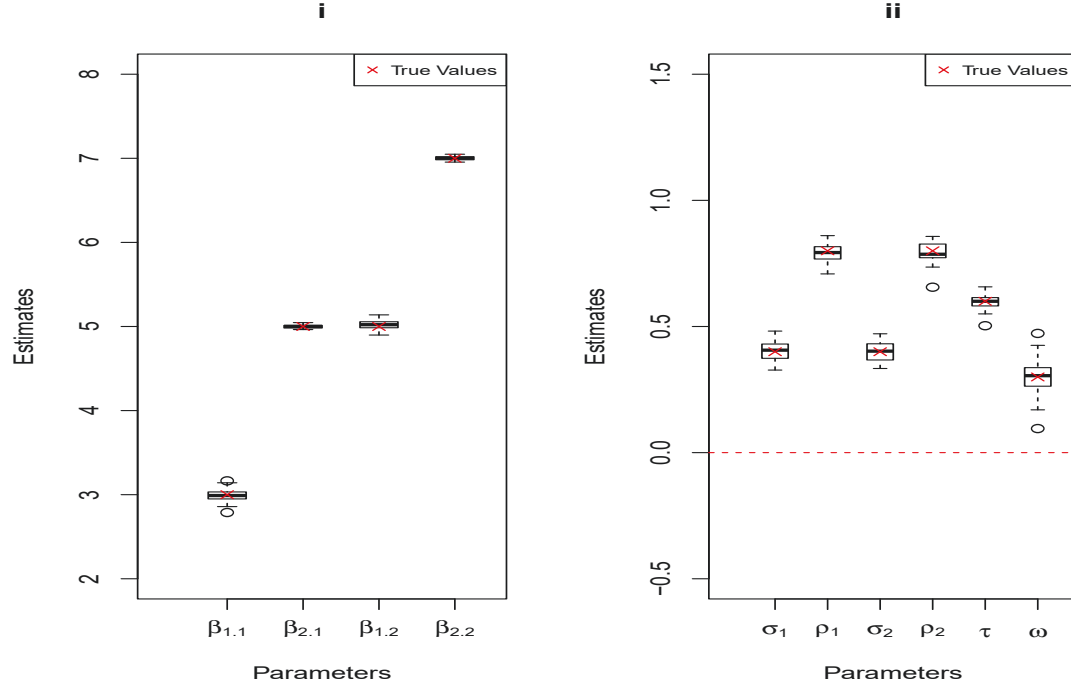 i
True Values
8
7
6
5
4
3
2
Estimates
β1.1 β2.1 β1.2 β2.2
Parameters
ii
True Values
1.5
1.0
0.5
0.0
−0.5
Estimates
σ1 ρ1 σ2 ρ2 τ ω
Parameters